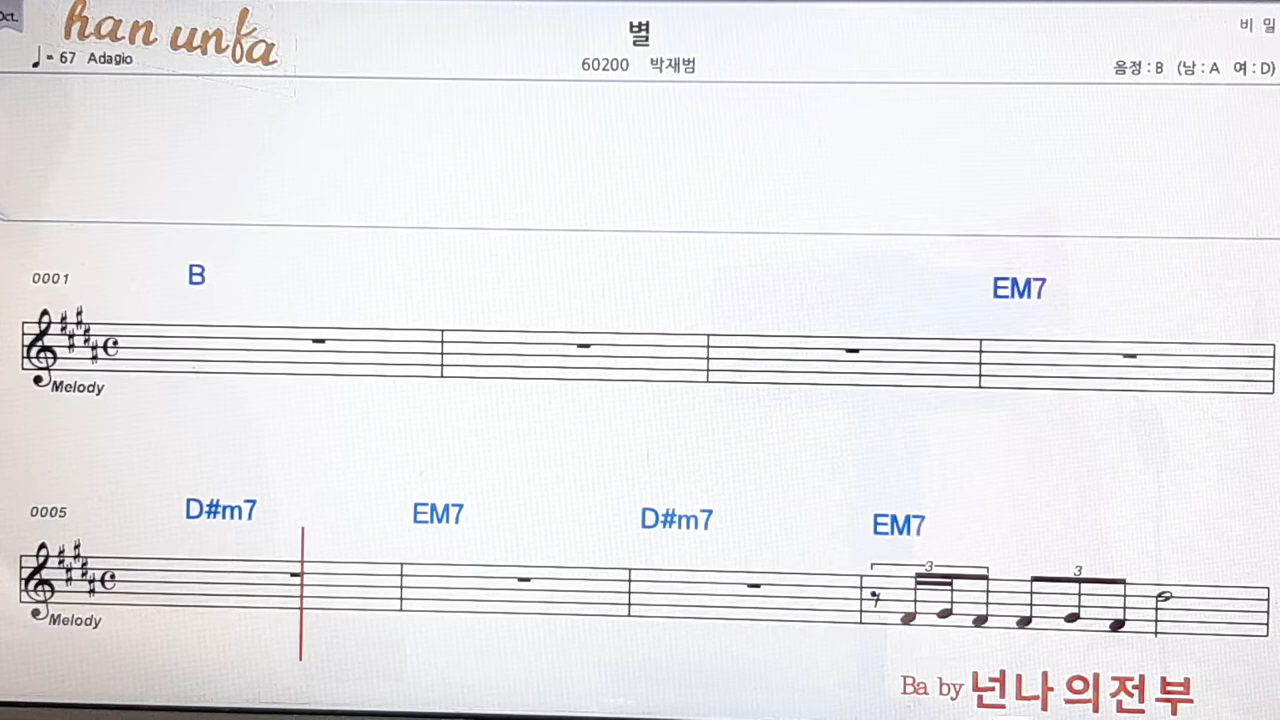 Oct.
han unfa
별
비 밀
♩= 67 Adagio
60200 박재범
음정 : B (남 : A 여 : D)
B
EM7
0001
Melody
D#m7
EM7
D#m7
EM7
0005
3
3
Melody
Ba by 넌나의전부